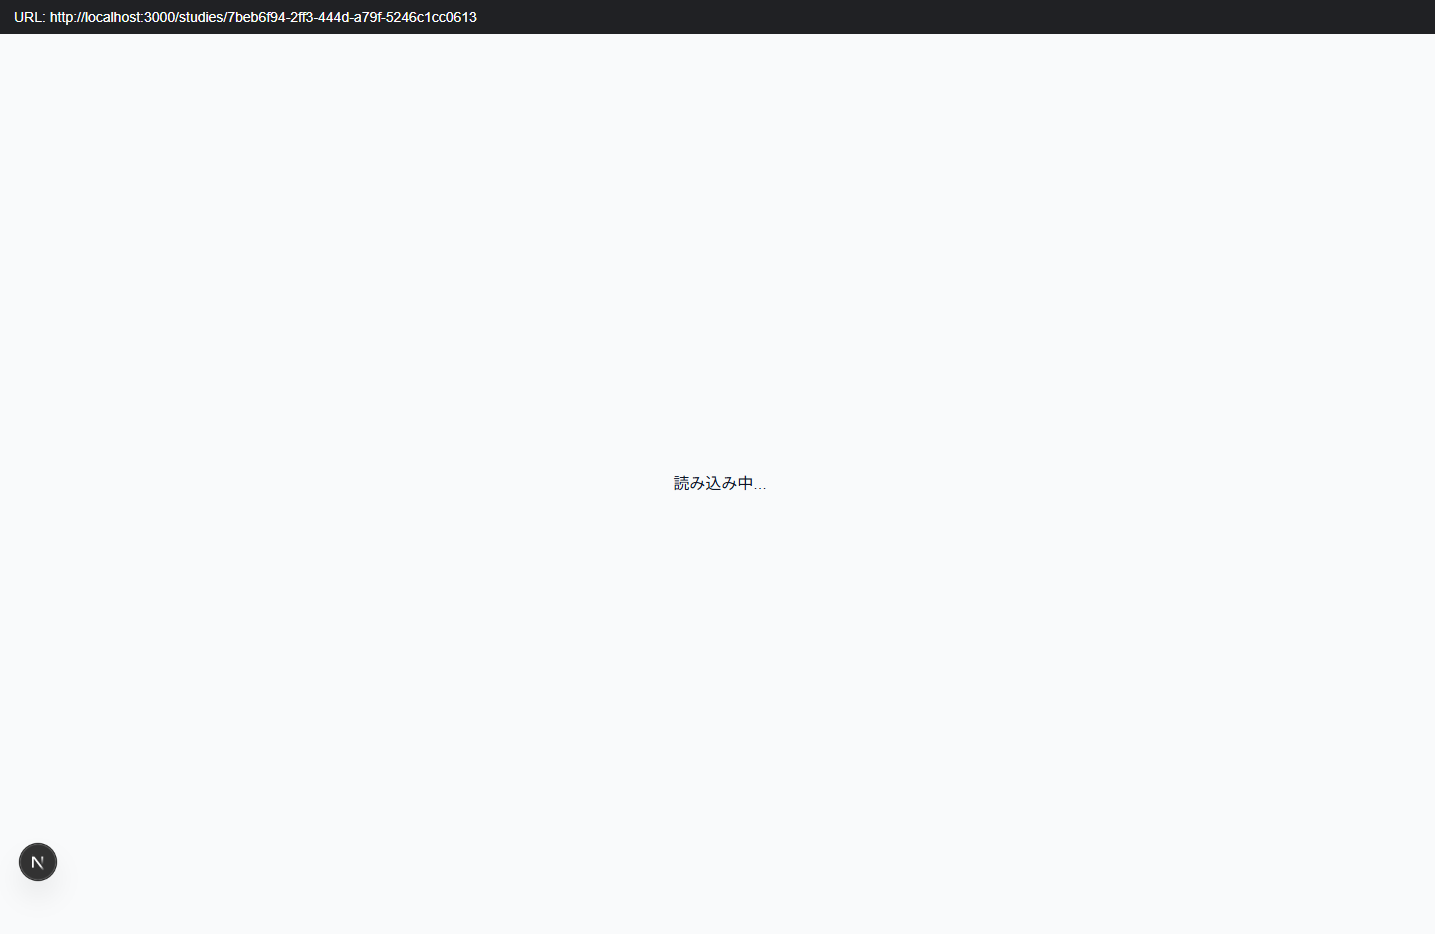 URL: http://localhost:3000/studies/7beb6f94-2ff3-444d-a79f-5246c1cc0613
読み込み中...
N